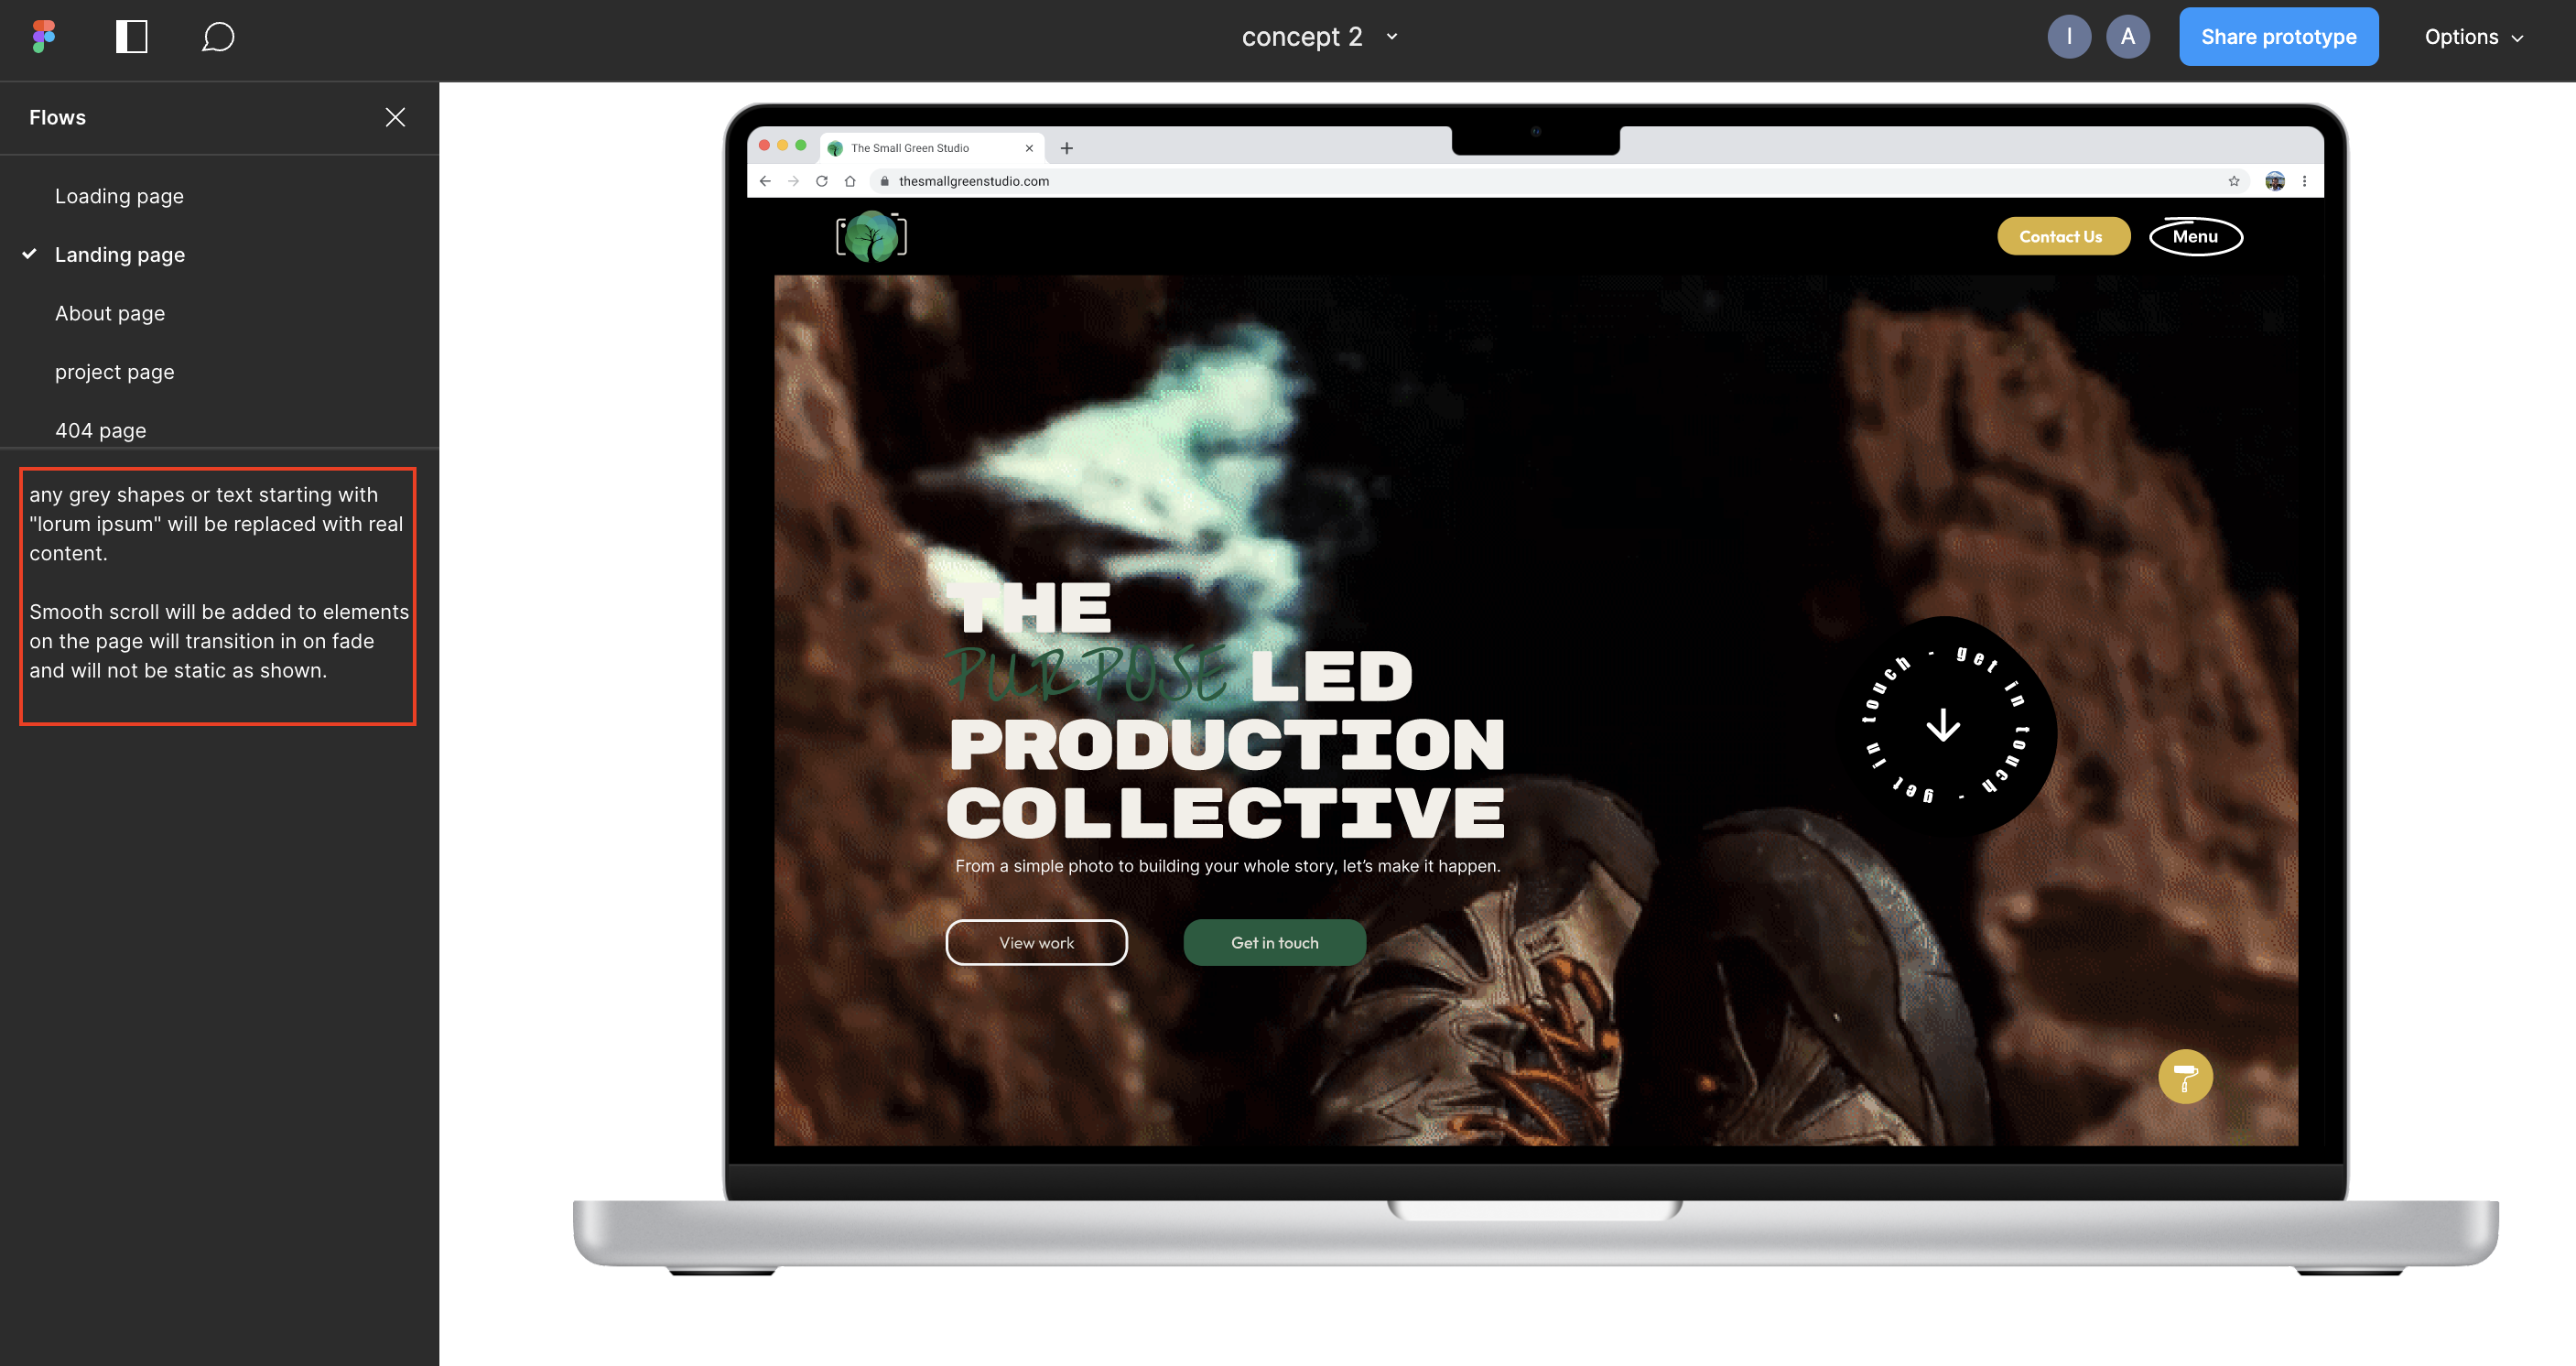 concept 2
I
A
Share prototype
Options
Flows
Loading page
Landing page
About page
project page
404 page
any grey shapes or text starting with
"lorum ipsum" will be replaced with real
content.
Smooth scroll will be added to elements
on the page will transition in on fade
and will not be static as shown.
The Small Green Studio
thesmallgreenstudio.com
Contact Us
Menu
THE
PURPOSE LED
PRODUCTION
COLLECTIVE
From a simple photo to building your whole story, let's make it happen.
View work
Get in touch
get in touch - get in touch -